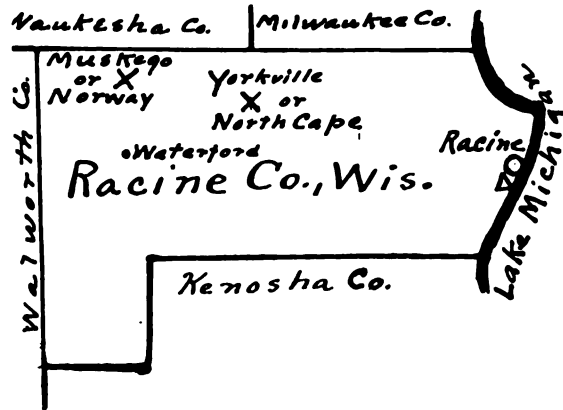 Waukesha Co.
Milwaukee Co.
Muskego
or X
Norway
Yorkville
X or
North Cape
Waterford
Racine
Racine Co., Wis.
Kenosha Co.
Walworth Co.
Lake Michigan